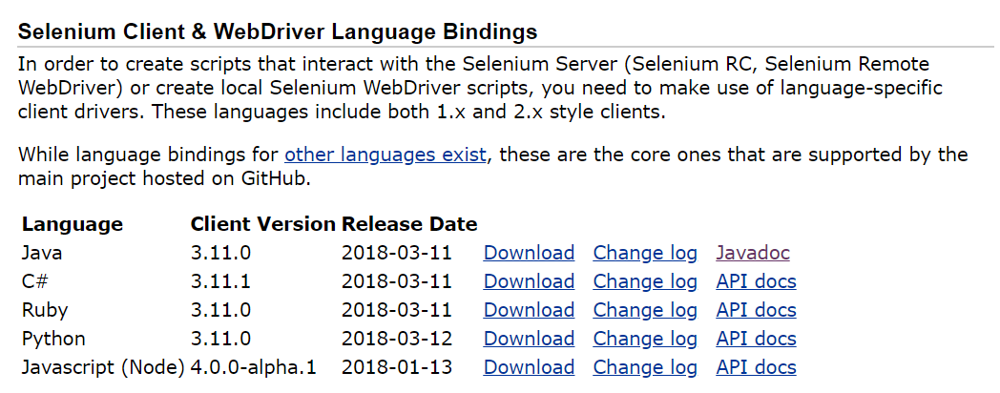 Selenium Client & WebDriver Language Bindings
In order to create scripts that interact with the Selenium Server (Selenium RC, Selenium Remote
WebDriver) or create local Selenium WebDriver scripts, you need to make use of language-specific
client drivers. These languages include both 1.x and 2.x style clients.
While language bindings for other languages exist, these are the core ones that are supported by the
main project hosted on GitHub.
Language Client Version Release Date
Java 3.11.0 2018-03-11 Download Change log Javadoc
C# 3.11.1 2018-03-11 Download Change log API docs
Ruby 3.11.0 2018-03-11 Download Change log API docs
Python 3.11.0 2018-03-12 Download Change log API docs
Javascript (Node) 4.0.0-alpha.1 2018-01-13 Download Change log API docs